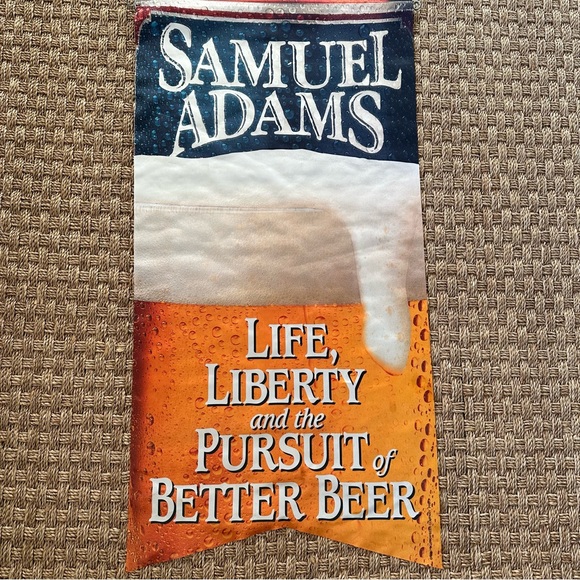 SAMUEL
ADAMS
LIFE,
LIBERTY
and the
PURSUIT of
BETTER BEER